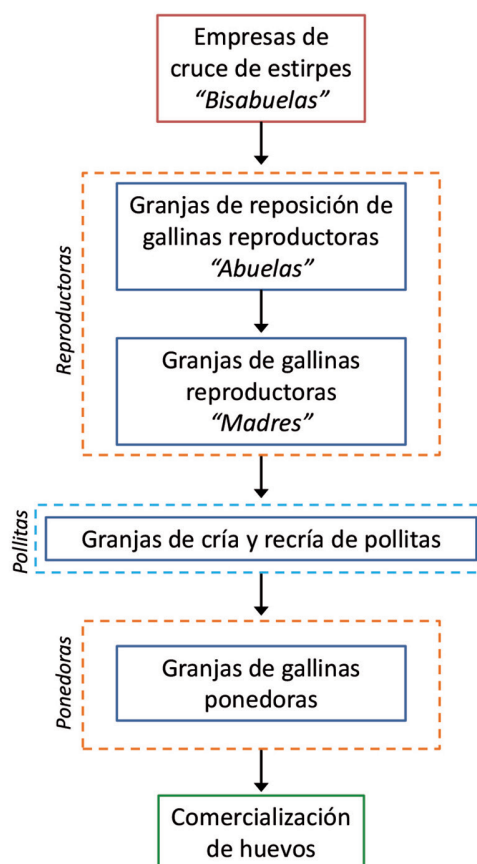 Empresas de
cruce de estirpes
“Bisabuelas”
Reproductoras
Granjas de reposición de
gallinas reproductoras
“Abuelas”
Granjas de gallinas
reproductoras
“Madres”
Pollitas
Granjas de cría y recría de pollitas
Ponedoras
Granjas de gallinas
ponedoras
Comercialización
de huevos